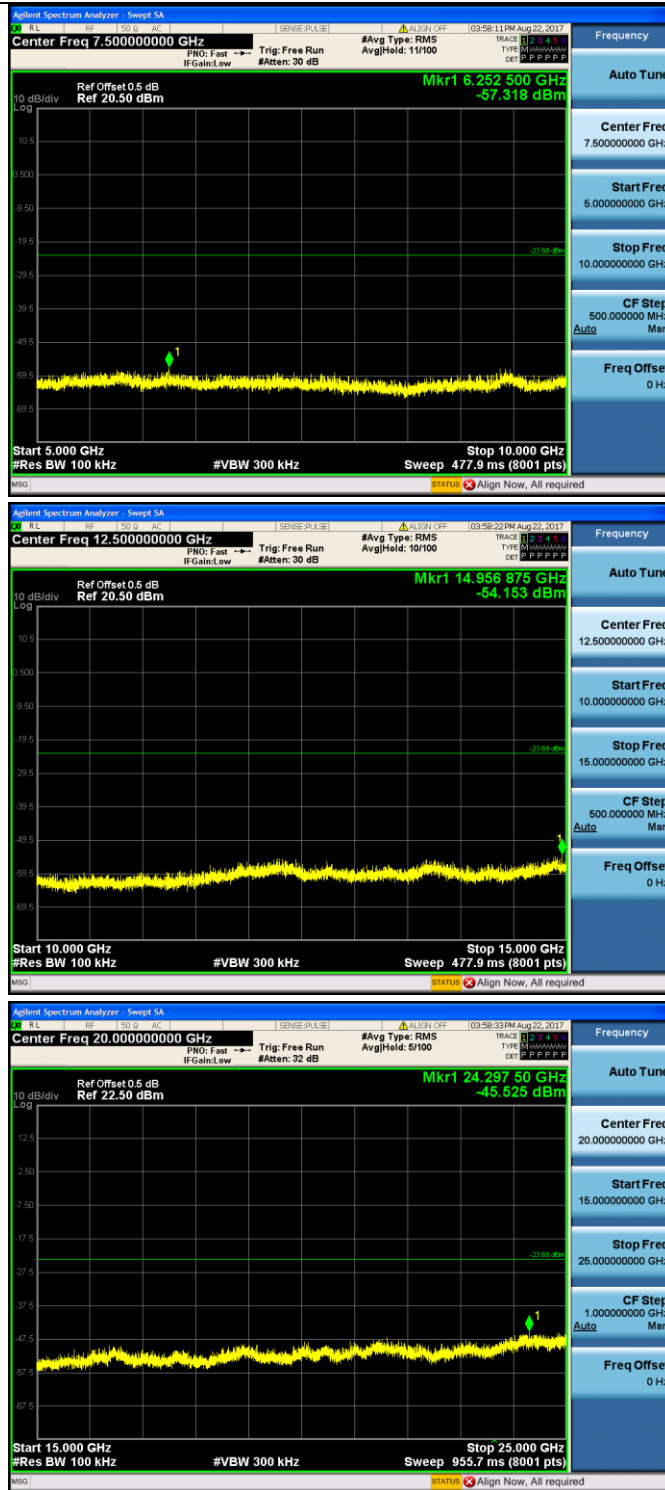 Agilent Spectrum Analyzer - Swept SA
RL RF 50 Ω AC SENSE:PULSE ALIGN OFF 03:58:11 PM Aug 22, 2017
Center Freq 7.500000000 GHz #Avg Type: RMS TRACE 1 2 3 4 5 6 Frequency
PNO: Fast Trig: Free Run Avg|Hold: 11/100 TYPE M
IFGain:Low #Atten: 30 dB DET P P P P P P
Auto Tune
Mkr1 6.252 500 GHz
Ref Offset 0.5 dB -57.318 dBm
10 dB/div Ref 20.50 dBm
Log
Center Freq
7.500000000 GHz
10.5
0.500
Start Freq
5.000000000 GHz
-9.50
-19.5
-23.68 dBm
Stop Freq
10.000000000 GHz
-29.5
-39.5
CF Step
500.000000 MHz
Auto Man
-49.5
1
-59.5
Freq Offset
0 Hz
-69.5
Start 5.000 GHz Stop 10.000 GHz
#Res BW 100 kHz #VBW 300 kHz Sweep 477.9 ms (8001 pts)
MSG STATUS Align Now, All required
Agilent Spectrum Analyzer - Swept SA
RL RF 50 Ω AC SENSE:PULSE ALIGN OFF 03:58:22 PM Aug 22, 2017
Center Freq 12.500000000 GHz #Avg Type: RMS TRACE 1 2 3 4 5 6 Frequency
PNO: Fast Trig: Free Run Avg|Hold: 10/100 TYPE M
IFGain:Low #Atten: 30 dB DET P P P P P P
Auto Tune
Mkr1 14.956 875 GHz
Ref Offset 0.5 dB -54.153 dBm
10 dB/div Ref 20.50 dBm
Log
Center Freq
12.500000000 GHz
10.5
0.500
Start Freq
10.000000000 GHz
-9.50
-19.5
-23.68 dBm
Stop Freq
15.000000000 GHz
-29.5
-39.5
CF Step
500.000000 MHz
Auto Man
-49.5
1
-59.5
Freq Offset
0 Hz
-69.5
Start 10.000 GHz Stop 15.000 GHz
#Res BW 100 kHz #VBW 300 kHz Sweep 477.9 ms (8001 pts)
MSG STATUS Align Now, All required
Agilent Spectrum Analyzer - Swept SA
RL RF 50 Ω AC SENSE:PULSE ALIGN OFF 03:58:33 PM Aug 22, 2017
Center Freq 20.000000000 GHz #Avg Type: RMS TRACE 1 2 3 4 5 6 Frequency
PNO: Fast Trig: Free Run Avg|Hold: 5/100 TYPE M
IFGain:Low #Atten: 32 dB DET P P P P P P
Auto Tune
Mkr1 24.297 50 GHz
Ref Offset 0.5 dB -45.525 dBm
10 dB/div Ref 22.50 dBm
Log
Center Freq
20.000000000 GHz
12.5
2.50
Start Freq
15.000000000 GHz
-7.50
-17.5
-23.68 dBm
Stop Freq
25.000000000 GHz
-27.5
-37.5
CF Step
1.000000000 GHz
Auto Man
1
-47.5
-57.5
Freq Offset
0 Hz
-67.5
Start 15.000 GHz Stop 25.000 GHz
#Res BW 100 kHz #VBW 300 kHz Sweep 955.7 ms (8001 pts)
MSG STATUS Align Now, All required